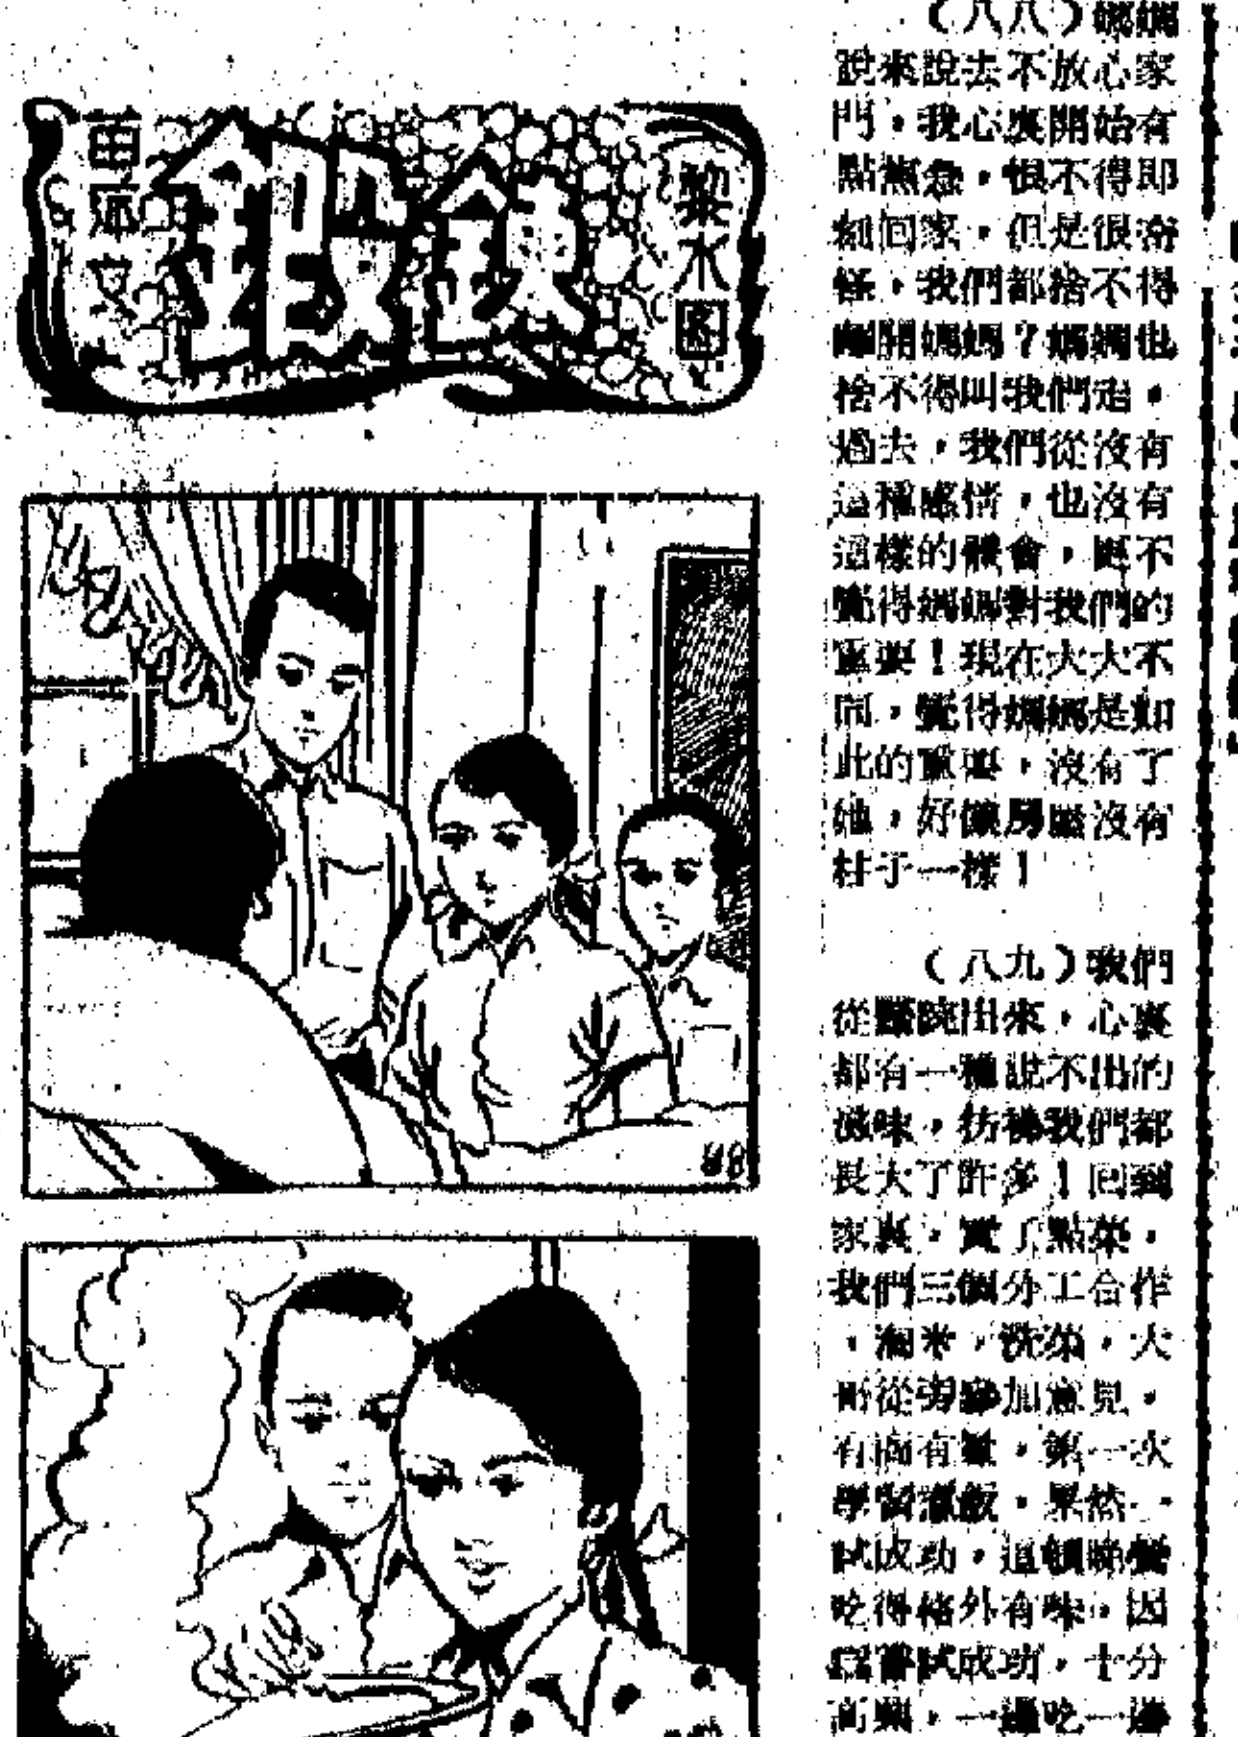 苗痲文
鍛鍊
黎水圖
（八八）媽媽
說來說去不放心家
門，我心裏開始有
點焦急，恨不得即
刻回家，但是很奇
怪，我們都捨不得
離開媽媽？媽媽也
捨不得叫我們走。
過去，我們從沒有
這種感情，也沒有
這樣的體會，更不
覺得媽媽對我們的
重要！現在大大不
同，覺得媽媽是如
此的重要，沒有了
她，好像房屋沒有
柱子一樣！
（八九）我們
從醫院出來，心裏
都有一種說不出的
滋味，彷彿我們都
長大了許多！回到
家裏，買了點菜，
我們三個分工合作
，淘米，洗菜，大
哥從旁參加意見，
有商有量，第一次
學習燒飯，果然一
試成功，這頓晚餐
吃得格外有味，因
爲嘗試成功，十分
高興，一邊吃一邊